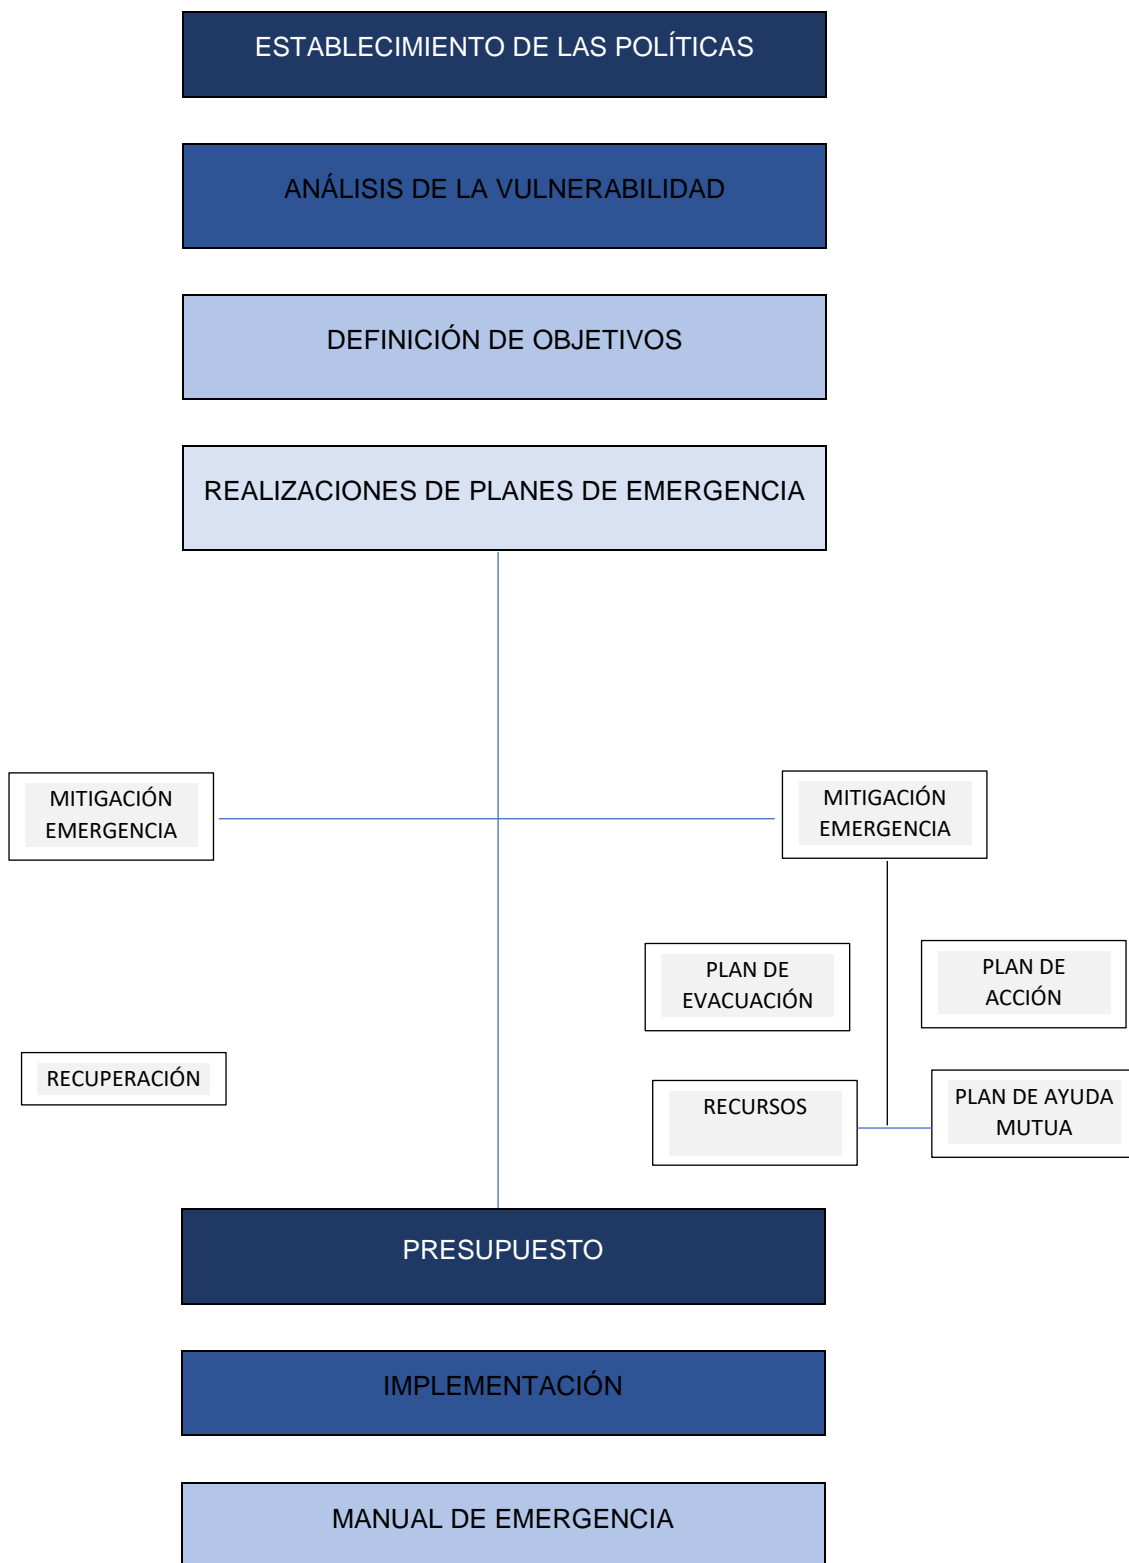 ESTABLECIMIENTO DE LAS POLÍTICAS
ANÁLISIS DE LA VULNERABILIDAD
DEFINICIÓN DE OBJETIVOS
REALIZACIONES DE PLANES DE EMERGENCIA
MITIGACIÓN
EMERGENCIA
MITIGACIÓN
EMERGENCIA
PLAN DE
EVACUACIÓN
PLAN DE
ACCIÓN
RECUPERACIÓN
RECURSOS
PLAN DE AYUDA
MUTUA
PRESUPUESTO
IMPLEMENTACIÓN
MANUAL DE EMERGENCIA